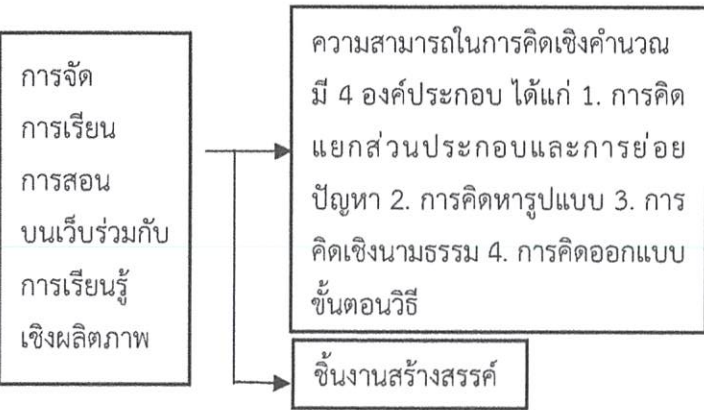 การจัด
การเรียน
การสอน
บนเว็บร่วมกับ
การเรียนรู้
เชิงผลิตภาพ
ความสามารถในการคิดเชิงคำนวณ
มี 4 องค์ประกอบ ได้แก่ 1. การคิด
แยกส่วนประกอบและการย่อย
ปัญหา 2. การคิดหารูปแบบ 3. การ
คิดเชิงนามธรรม 4. การคิดออกแบบ
ขั้นตอนวิธี
ชิ้นงานสร้างสรรค์